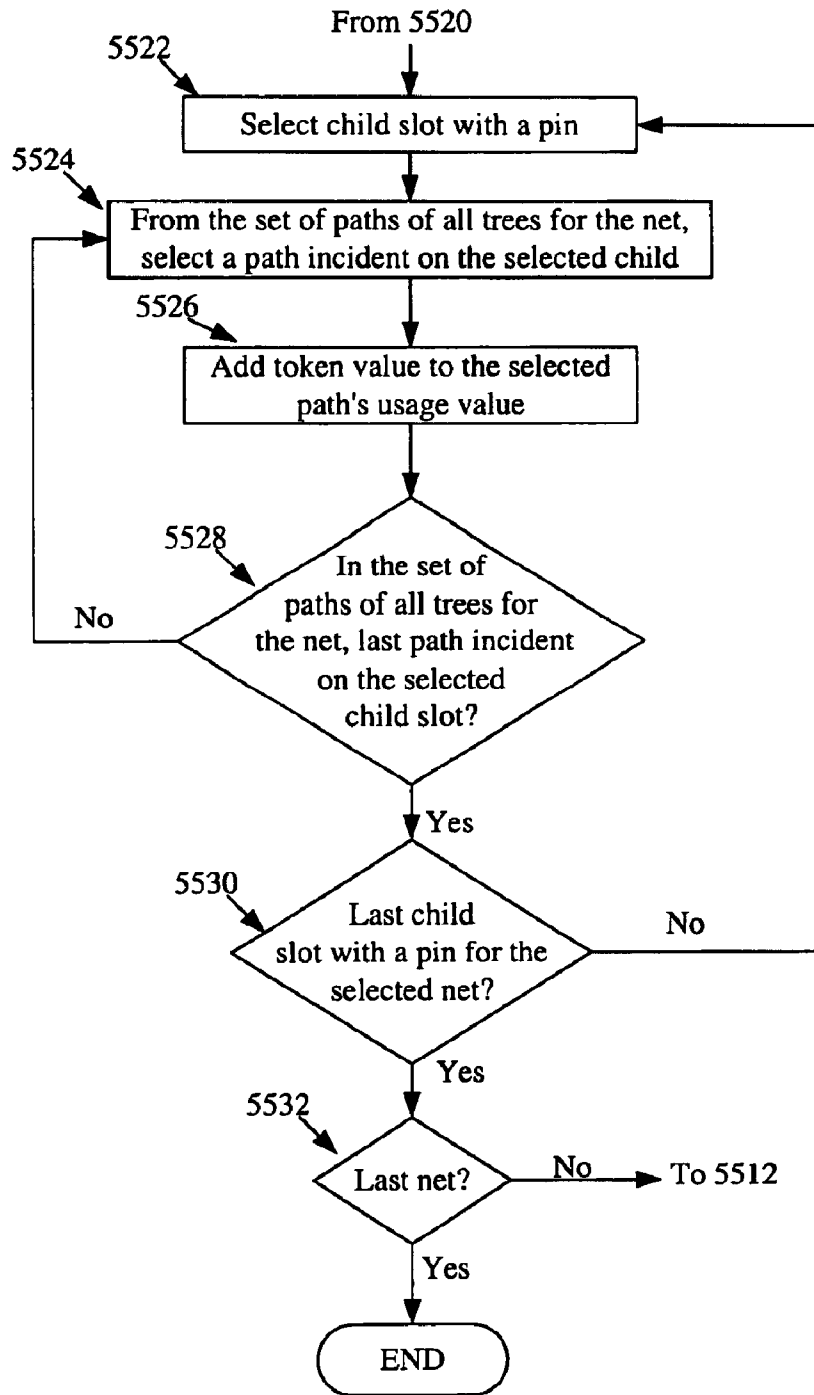 From 5520
5522
Select child slot with a pin
5524
From the set of paths of all trees for the net,
select a path incident on the selected child
5526
Add token value to the selected
path's usage value
5528
In the set of
paths of all trees for
the net, last path incident
on the selected
child slot?
No
Yes
5530
Last child
slot with a pin for the
selected net?
No
Yes
5532
Last net?
No
To 5512
Yes
END